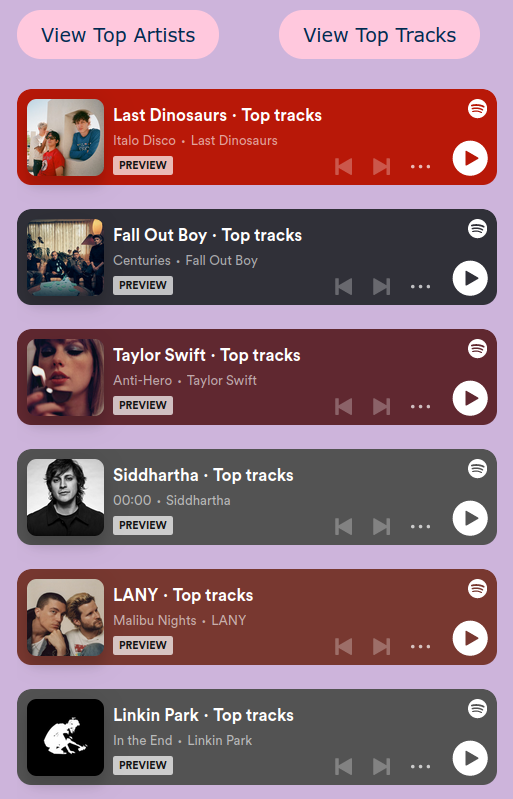 View Top Artists
View Top Tracks
Last Dinosaurs · Top tracks
Italo Disco • Last Dinosaurs
PREVIEW
Fall Out Boy · Top tracks
Centuries • Fall Out Boy
PREVIEW
Taylor Swift · Top tracks
Anti-Hero • Taylor Swift
PREVIEW
Siddhartha · Top tracks
00:00 • Siddhartha
PREVIEW
LANY · Top tracks
Malibu Nights • LANY
PREVIEW
Linkin Park · Top tracks
In the End • Linkin Park
PREVIEW